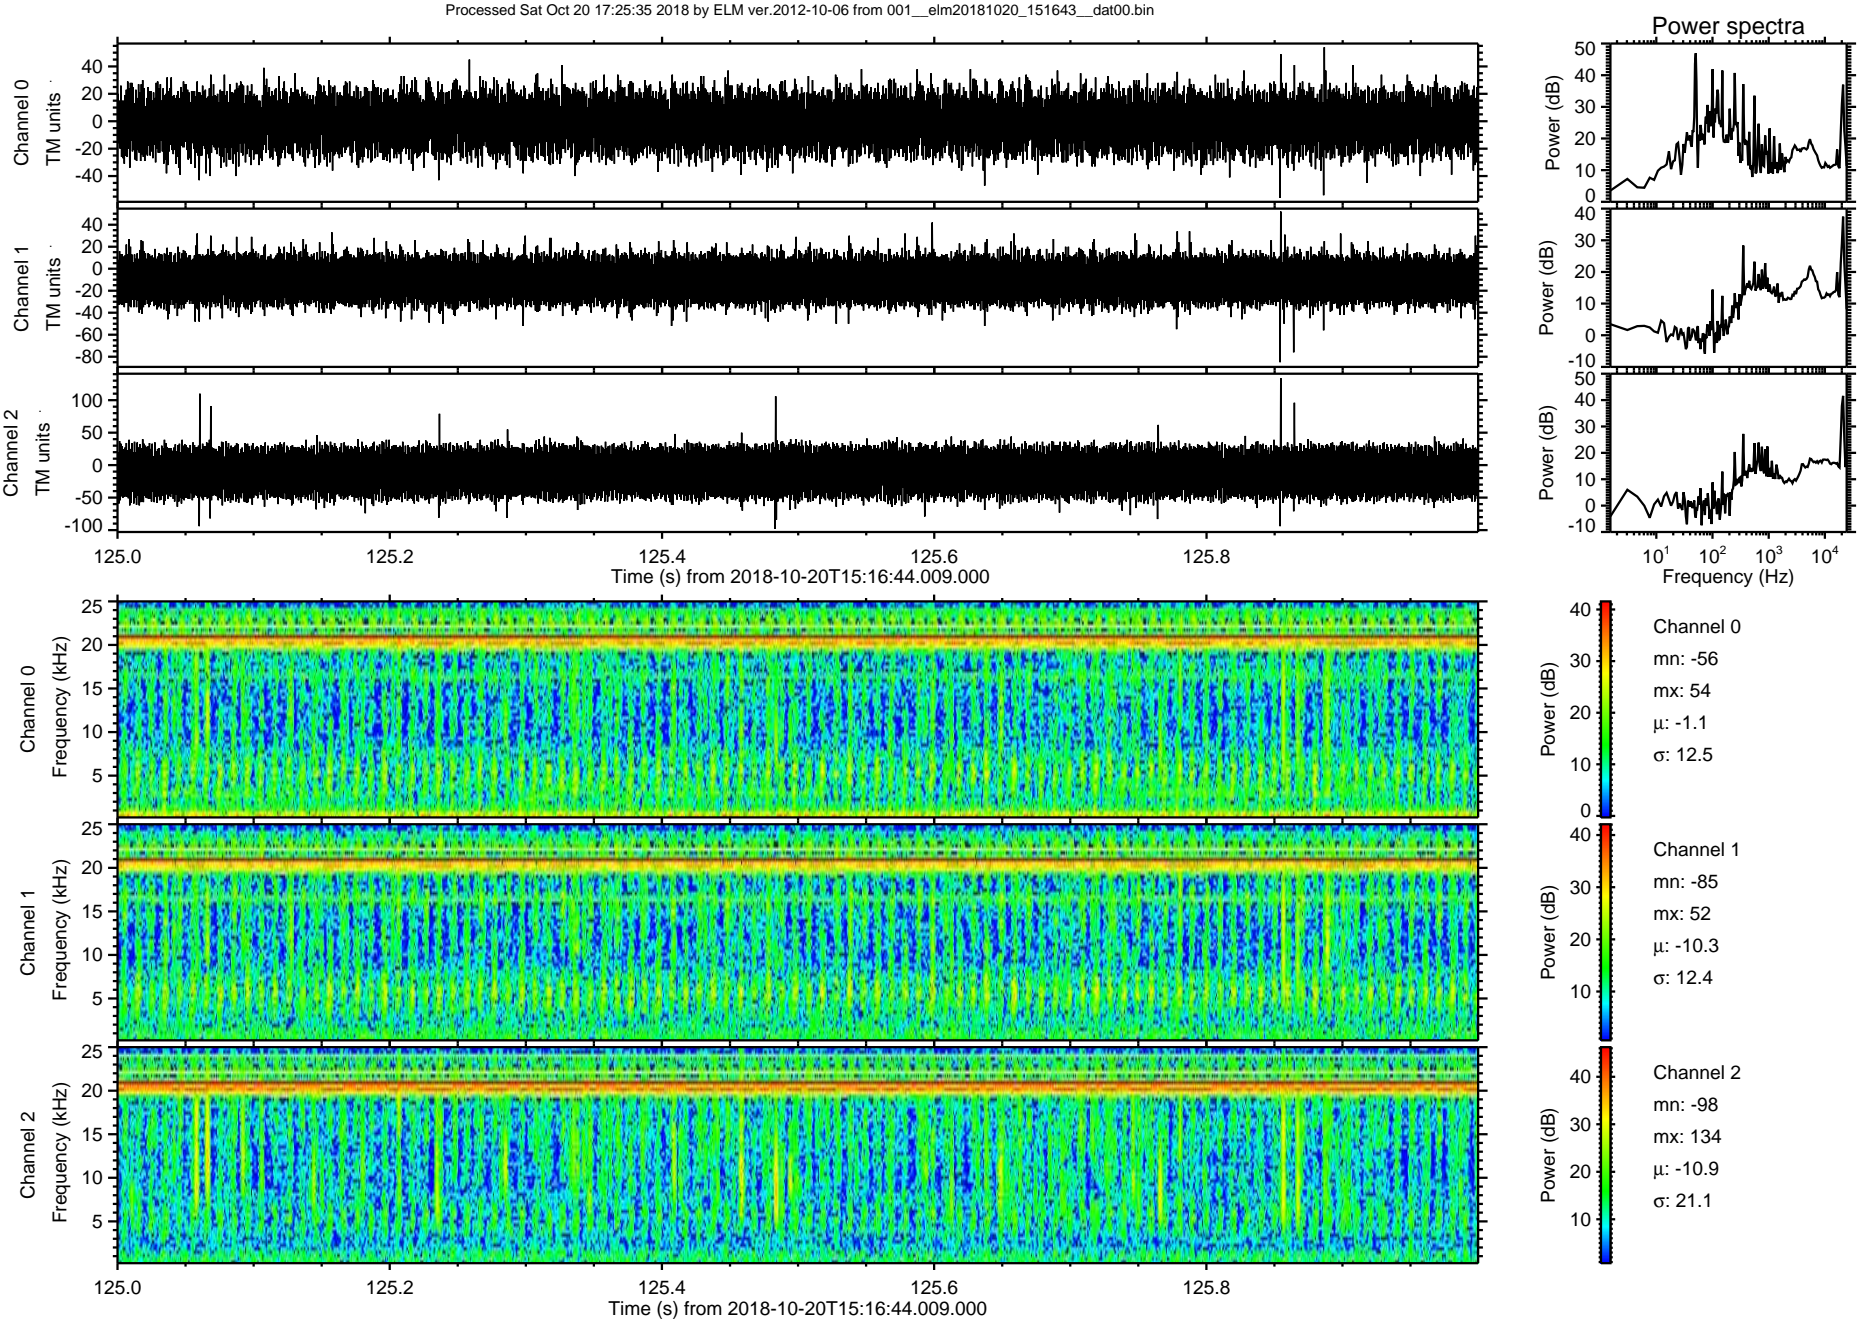 Processed Sat Oct 20 17:25:35 2018 by ELM ver.2012-10-06 from 001__elm20181020_151643__dat00.bin
Power spectra
Channel 0
TM units
40
20
0
-20
-40
Power (dB)
50
40
30
20
10
0
Channel 1
TM units
40
20
0
-20
-40
-60
-80
Power (dB)
40
30
20
10
0
-10
Channel 2
TM units
100
50
0
-50
-100
Power (dB)
50
40
30
20
10
0
-10
125.0 125.2 125.4 125.6 125.8
Time (s) from 2018-10-20T15:16:44.009.000
10¹ 10² 10³ 10⁴
Frequency (Hz)
Channel 0
Frequency (kHz)
25
20
15
10
5
Power (dB)
40
30
20
10
0
Channel 0
mn: -56
mx: 54
μ: -1.1
σ: 12.5
Channel 1
Frequency (kHz)
25
20
15
10
5
Power (dB)
40
30
20
10
Channel 1
mn: -85
mx: 52
μ: -10.3
σ: 12.4
Channel 2
Frequency (kHz)
25
20
15
10
5
Power (dB)
40
30
20
10
Channel 2
mn: -98
mx: 134
μ: -10.9
σ: 21.1
125.0 125.2 125.4 125.6 125.8
Time (s) from 2018-10-20T15:16:44.009.000